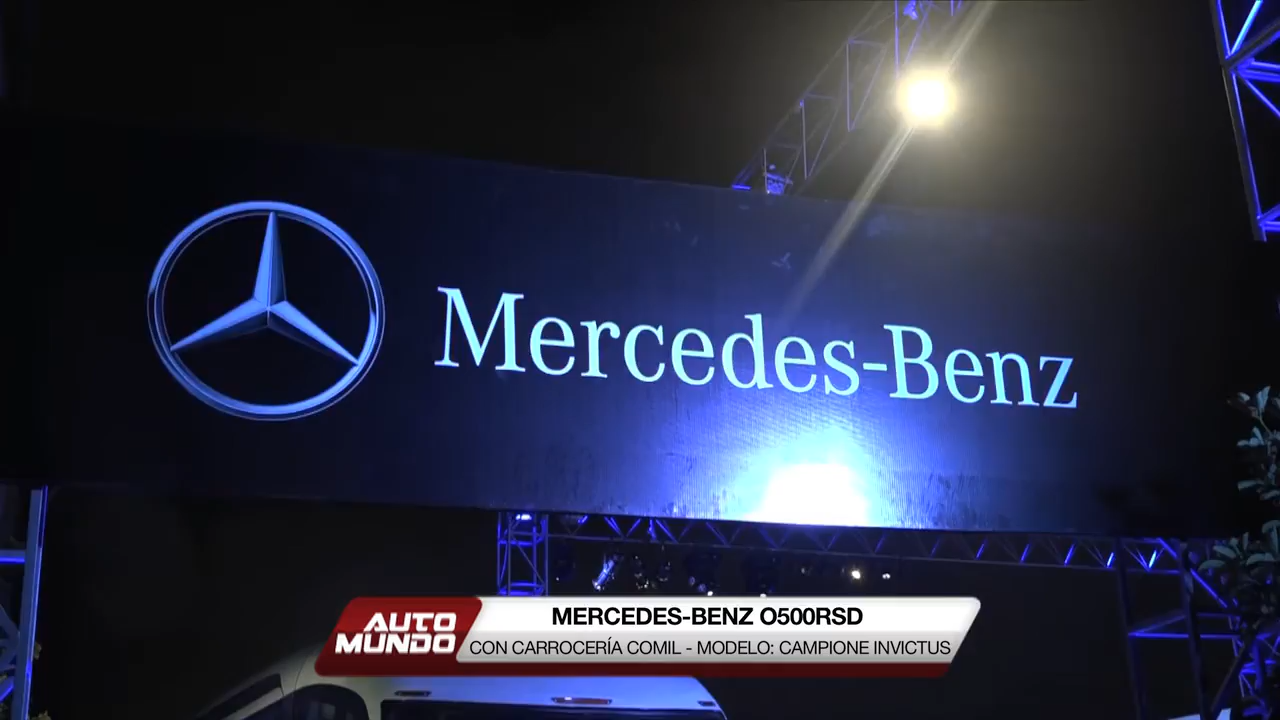 Mercedes-Benz
AUTO
MUNDO
MERCEDES-BENZ O500RSD
CON CARROCERÍA COMIL - MODELO: CAMPIONE INVICTUS